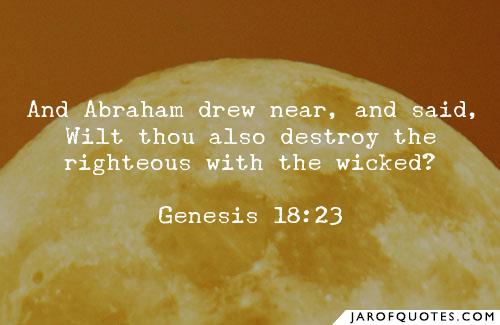 And Abraham drew near, and said,
Wilt thou also destroy the
righteous with the wicked?
Genesis 18:23
JAROFQUOTES.COM